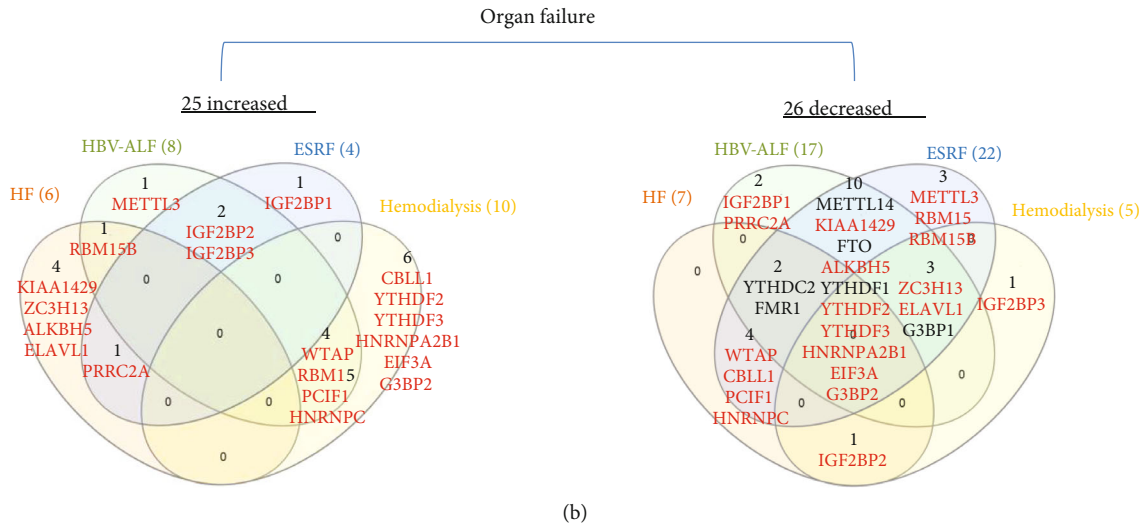 Organ failure
25 increased
HBV-ALF (8)
ESRF (4)
HF (6)
Hemodialysis (10)
1
METTL3
1
IGF2BP1
2
IGF2BP2
IGF2BP3
1
RBM15B
0
6
CBLL1
YTHDF2
YTHDF3
HNRNPA2B1
EIF3A
G3BP2
4
KIAA1429
ZC3H13
ALKBH5
ELAVL1
0
0
0
1
PRRC2A
4
WTAP
RBM15
PCIF1
HNRNPC
0
0
0
26 decreased
HBV-ALF (17)
ESRF (22)
HF (7)
Hemodialysis (5)
2
IGF2BP1
PRRC2A
10
METTL14
KIAA1429
FTO
ALKBH5
YTHDF1
YTHDF2
YTHDF3
HNRNPA2B1
EIF3A
G3BP2
3
METTL3
RBM15
RBM15B
0
0
2
YTHDC2
FMR1
3
ZC3H13
ELAVL1
G3BP1
1
IGF2BP3
0
4
WTAP
CBLL1
PCIF1
HNRNPC
0
0
0
1
IGF2BP2
(b)